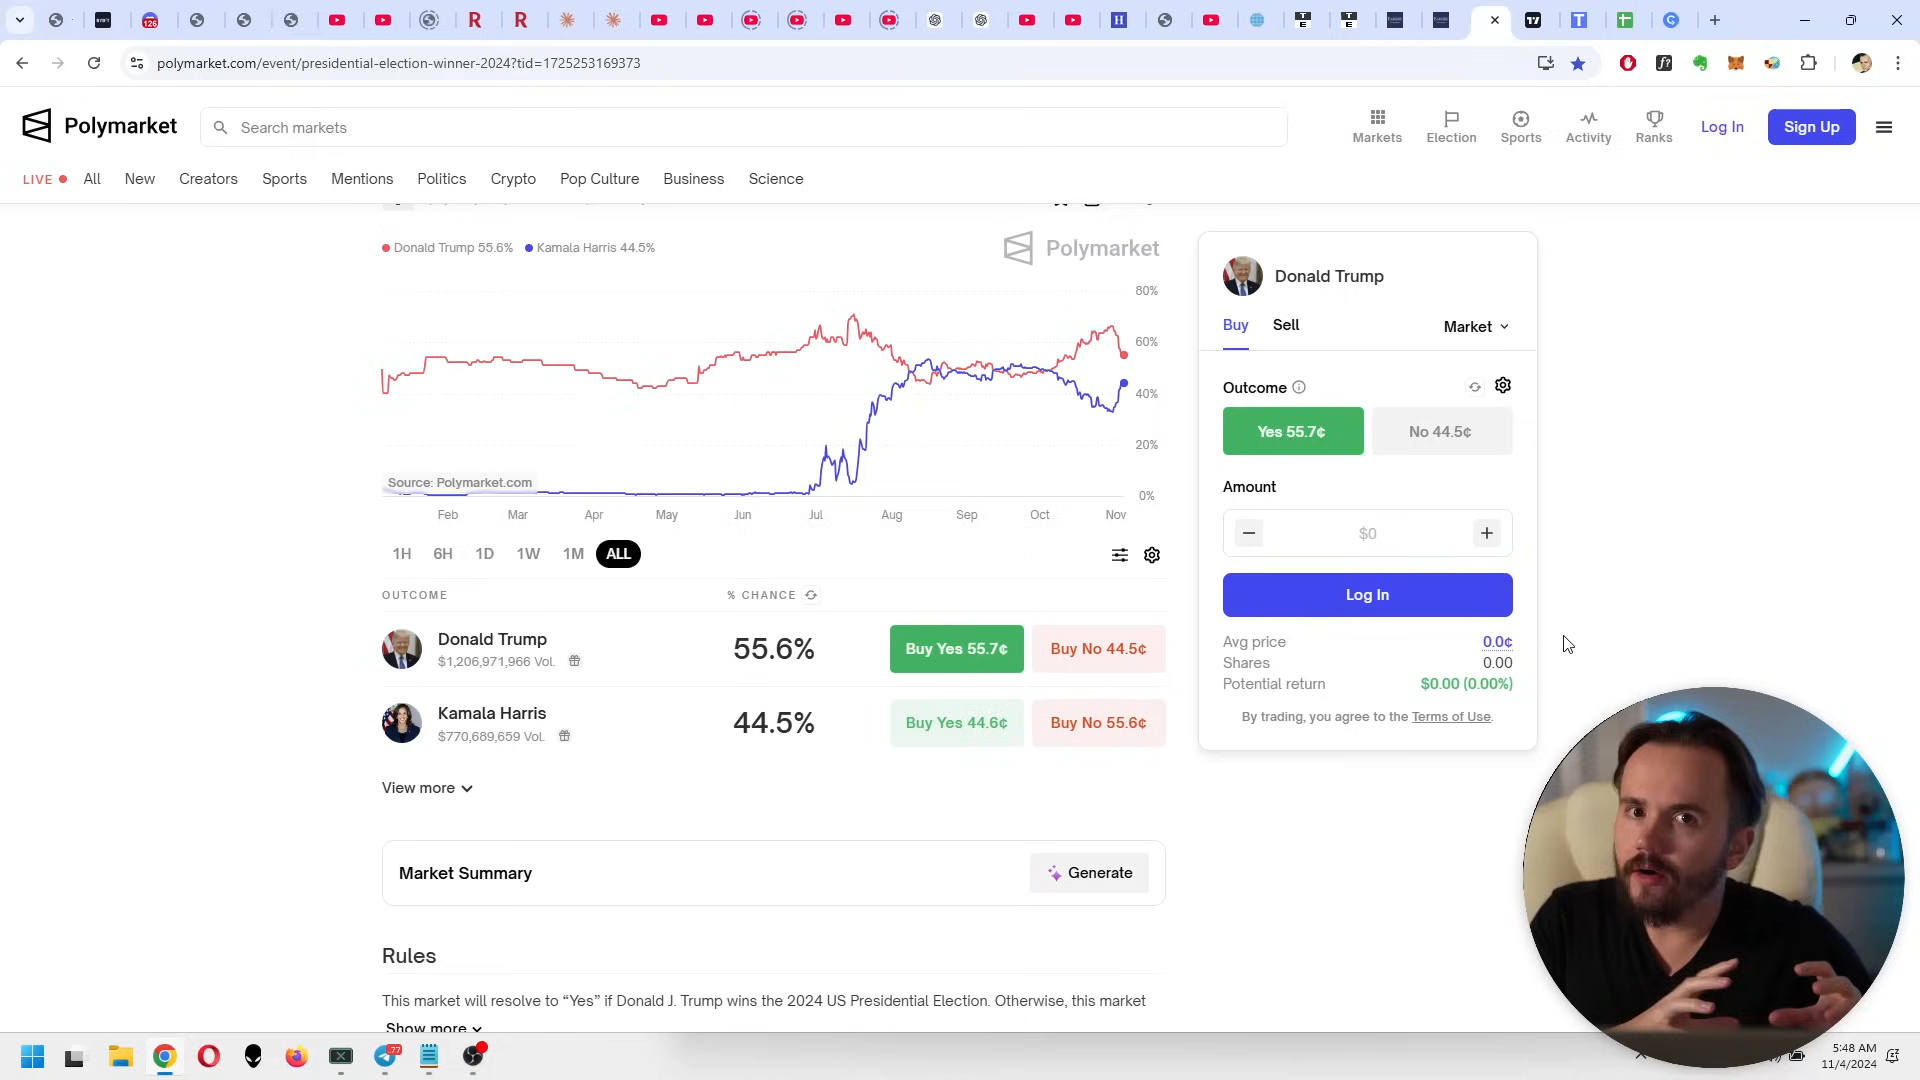 126
polymarket.com/event/presidential-election-winner-2024?tid=1725253169373
Polymarket
Search markets
Markets
Election
Sports
Activity
Ranks
Log In
Sign Up
LIVE
All
New
Creators
Sports
Mentions
Politics
Crypto
Pop Culture
Business
Science
Donald Trump 55.6%
Kamala Harris 44.5%
Polymarket
80%
60%
40%
20%
0%
Source: Polymarket.com
Feb
Mar
Apr
May
Jun
Jul
Aug
Sep
Oct
Nov
1H
6H
1D
1W
1M
ALL
OUTCOME
% CHANCE
Donald Trump
$1,206,971,966 Vol.
55.6%
Buy Yes 55.7¢
Buy No 44.5¢
Kamala Harris
$770,689,659 Vol.
44.5%
Buy Yes 44.6¢
Buy No 55.6¢
View more
Market Summary
Generate
Rules
This market will resolve to “Yes” if Donald J. Trump wins the 2024 US Presidential Election. Otherwise, this market
Show more
Donald Trump
Buy
Sell
Market
Outcome
Yes 55.7¢
No 44.5¢
Amount
$0
Log In
Avg price
0.0¢
Shares
0.00
Potential return
$0.00 (0.00%)
By trading, you agree to the Terms of Use.
77
5:48 AM
11/4/2024